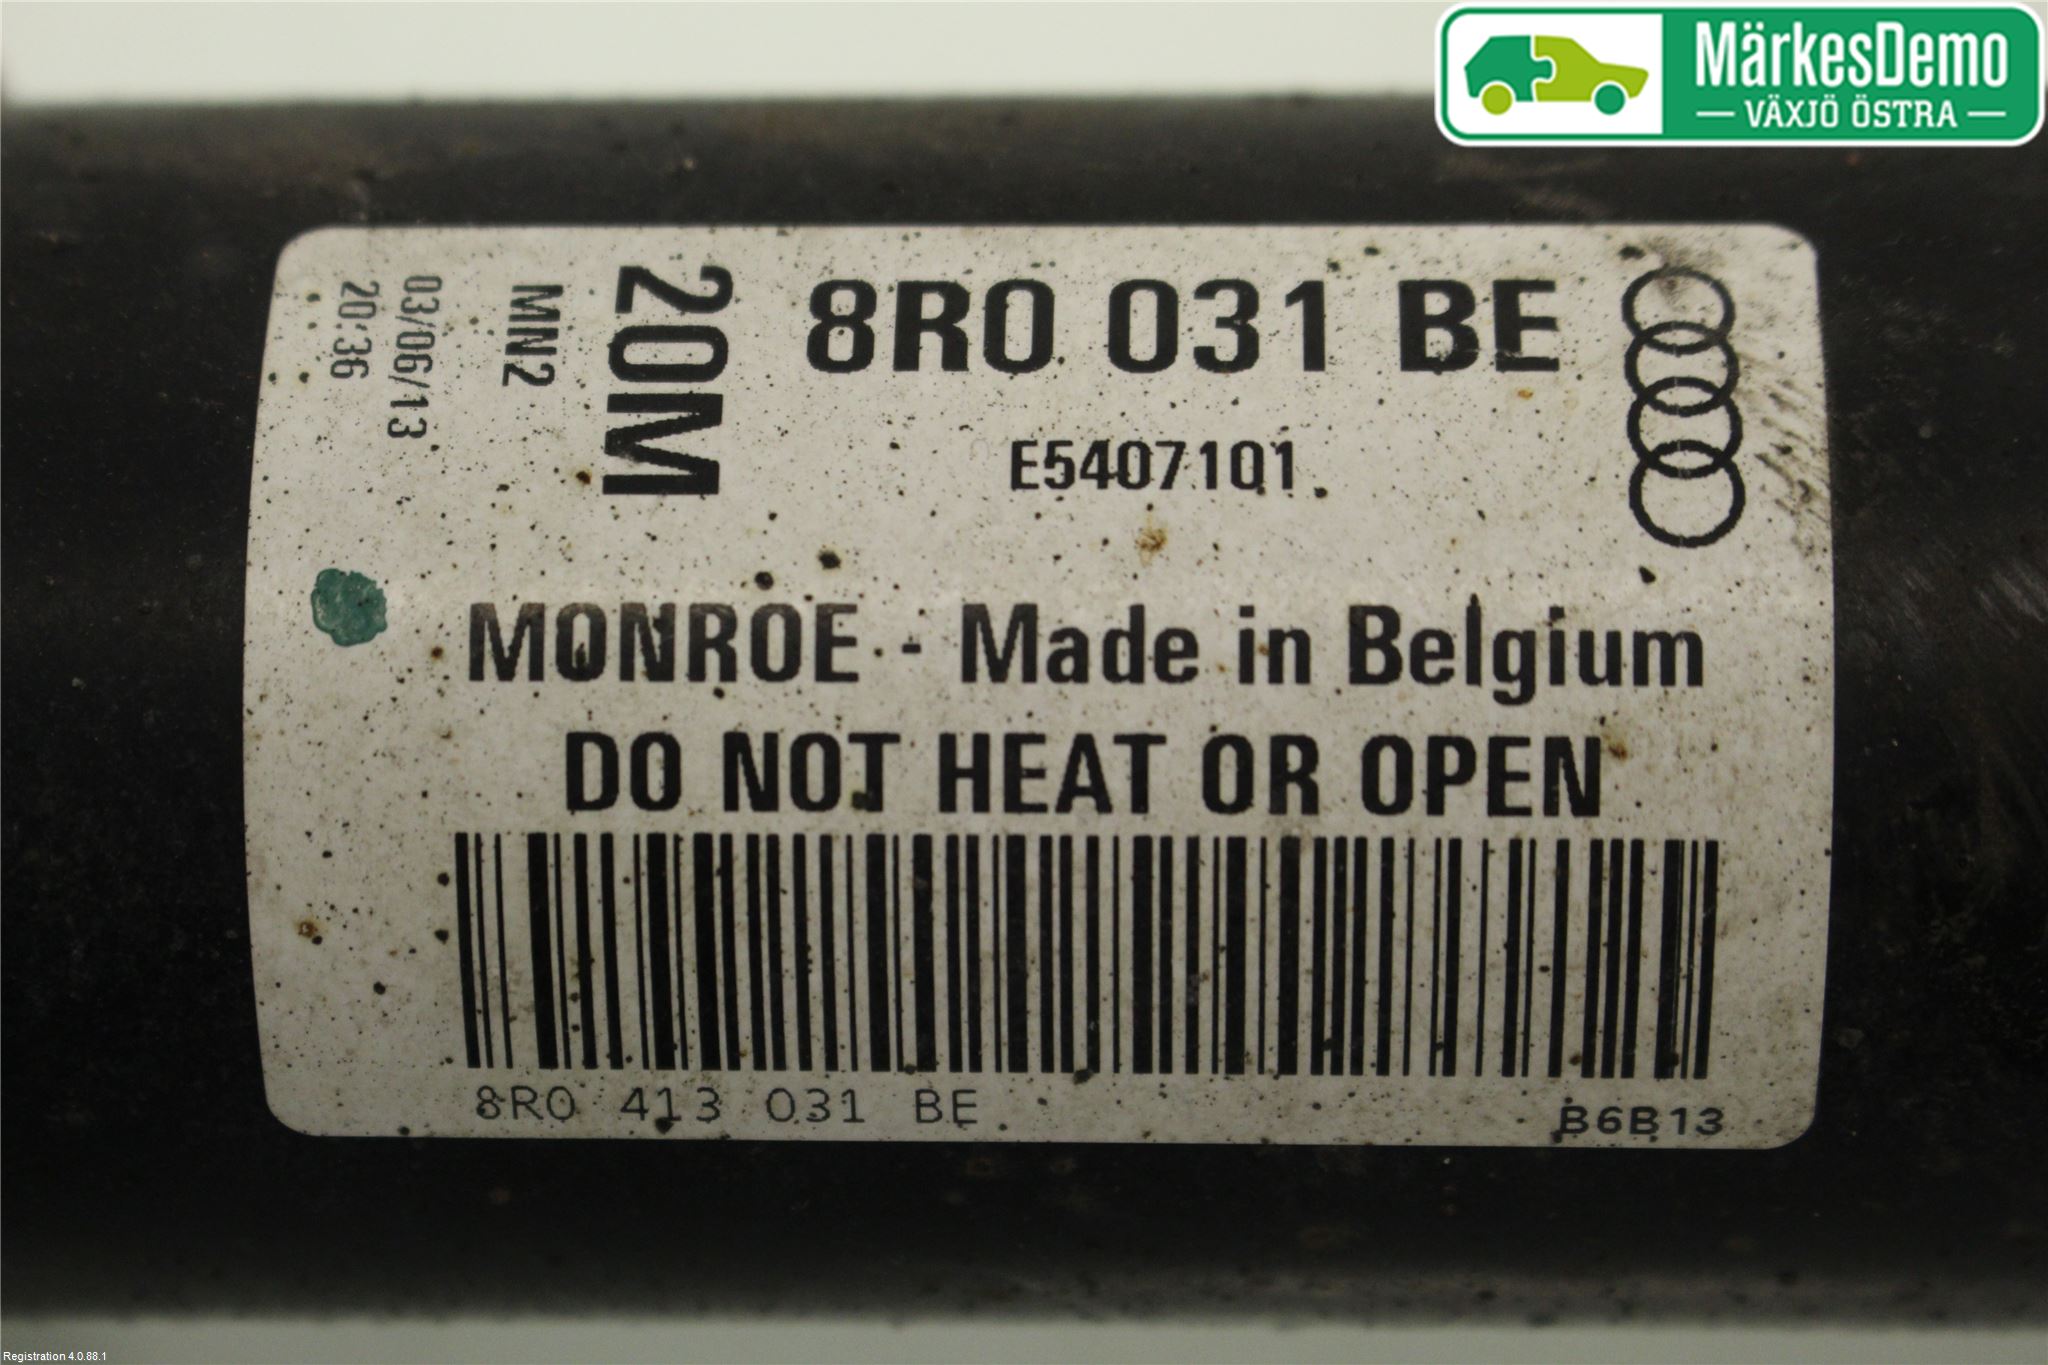 MärkesDemo
VÄXJÖ ÖSTRA
8R0 031 BE
20M
MN2
03/06/13
20:36
E5407101
MONROE - Made in Belgium
DO NOT HEAT OR OPEN
8R0 413 031 BE
B6B13
Registration 4.0.88.1